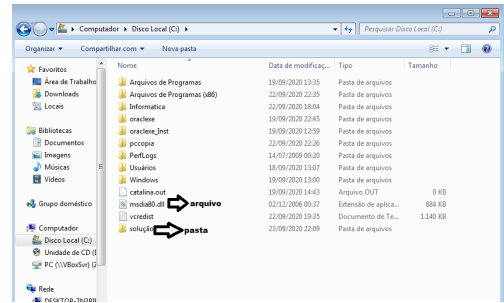 Computador ▸ Disco Local (C:) ▸
Pesquisar Disco Local (C:)
Organizar Compartilhar com Nova pasta
Nome Data de modificaç... Tipo Tamanho
Favoritos
Área de Trabalho
Downloads
Locais
Bibliotecas
Documentos
Imagens
Músicas
Vídeos
Grupo doméstico
Computador
Disco Local (C:)
Unidade de CD (
PC (\\VBoxSvr) (
Rede
Arquivos de Programas 19/09/2020 13:35 Pasta de arquivos
Arquivos de Programas (x86) 22/09/2020 22:35 Pasta de arquivos
Informatica 22/09/2020 18:04 Pasta de arquivos
oraclexe 19/09/2020 22:45 Pasta de arquivos
oraclexe_Inst 19/09/2020 12:59 Pasta de arquivos
pccopia 22/09/2020 22:26 Pasta de arquivos
PerfLogs 14/07/2009 00:20 Pasta de arquivos
Usuários 18/09/2020 13:07 Pasta de arquivos
Windows 19/09/2020 13:00 Pasta de arquivos
catalina.out 19/09/2020 14:43 Arquivo OUT 0 KB
msdia80.dll arquivo 02/12/2006 00:37 Extensão de aplica... 884 KB
vcredist 22/09/2020 19:35 Documento de Te... 1.140 KB
solução pasta 23/09/2020 22:09 Pasta de arquivos